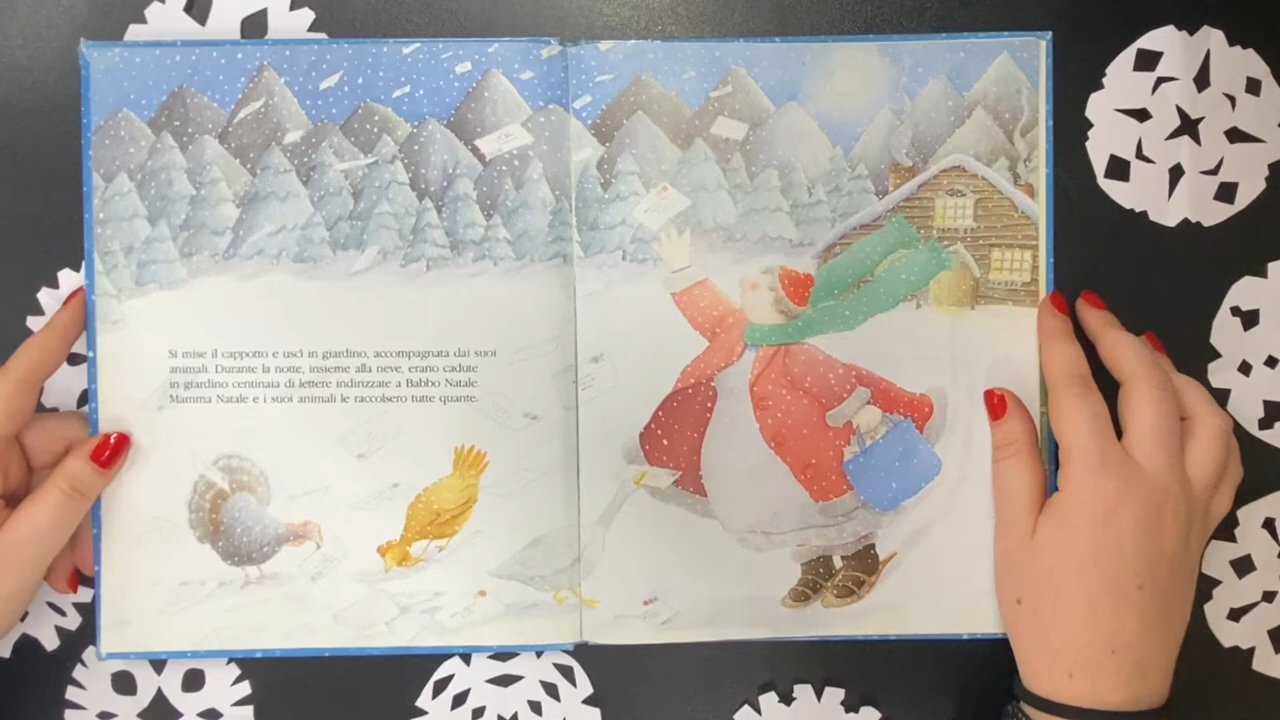 Si mise il cappotto e uscì in giardino, accompagnata dai suoi
animali. Durante la notte, insieme alla neve, erano cadute
in giardino centinaia di lettere indirizzate a Babbo Natale.
Mamma Natale e i suoi animali le raccolsero tutte quante.